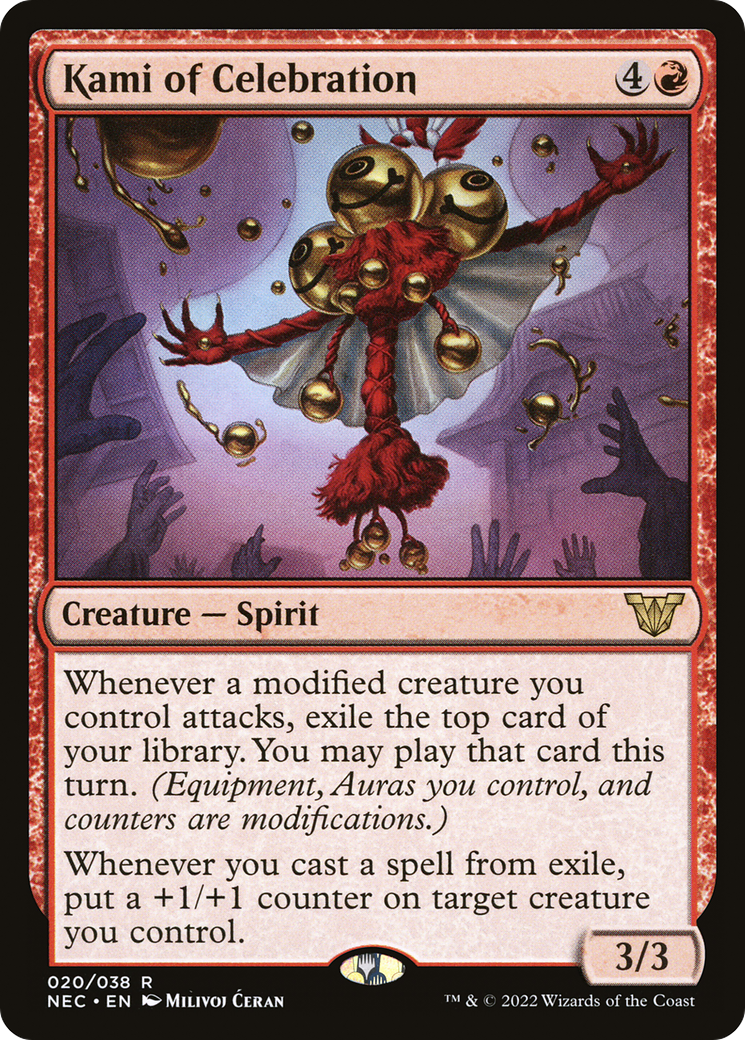 Kami of Celebration 4
Creature — Spirit
Whenever a modified creature you
control attacks, exile the top card of
your library. You may play that card this
turn. (Equipment, Auras you control, and
counters are modifications.)
Whenever you cast a spell from exile,
put a +1/+1 counter on target creature
you control.
3/3
020/038 R
NEC • EN Milivoj Ćeran
™ & © 2022 Wizards of the Coast